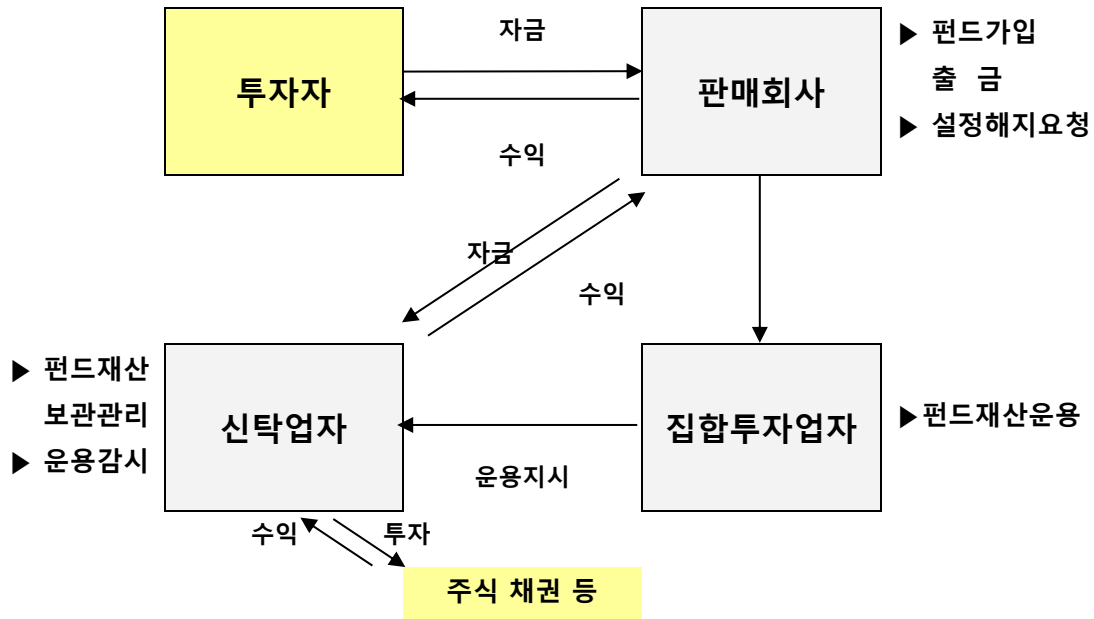 자금
투자자
판매회사
▶ 펀드가입
출 금
▶ 설정해지요청
수익
자금
수익
▶ 펀드재산
보관관리
▶ 운용감시
신탁업자
집합투자업자
▶펀드재산운용
운용지시
수익
투자
주식 채권 등